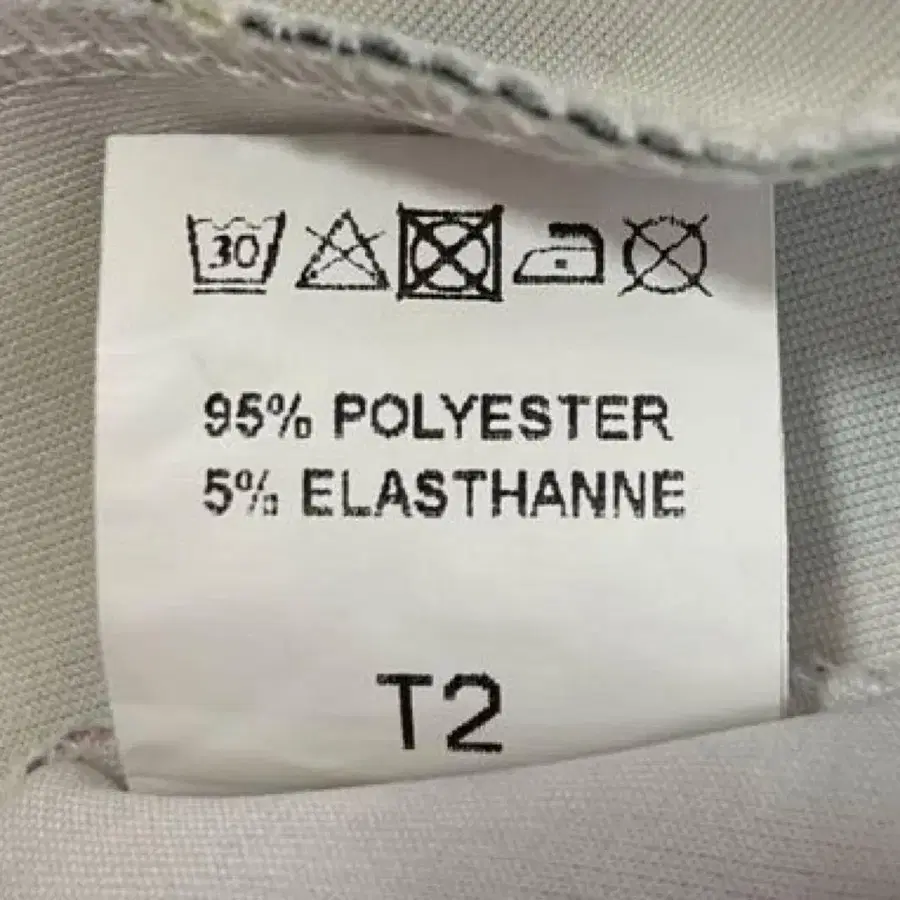 30
95% POLYESTER
5% ELASTHANNE
T2